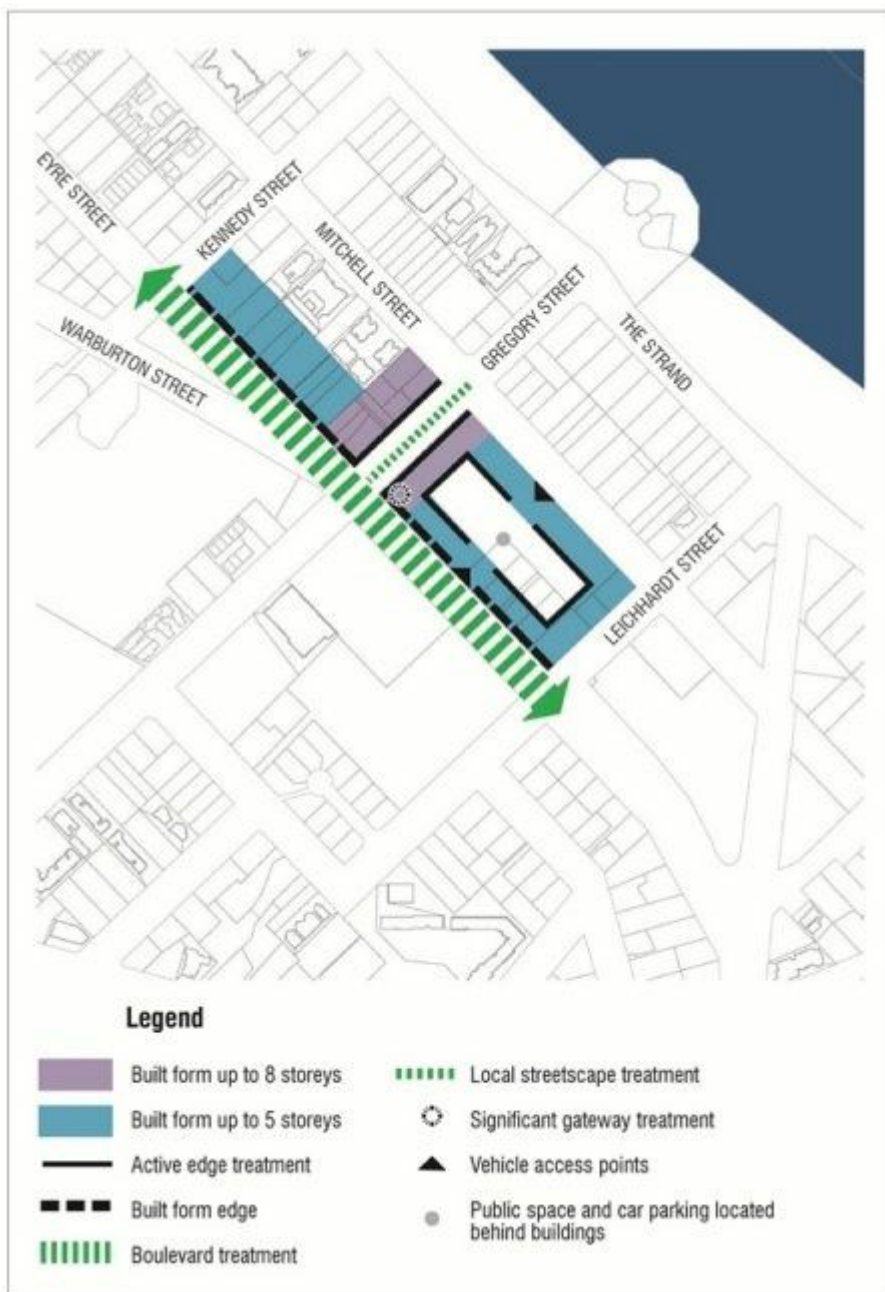 EYRE STREET
KENNEDY STREET
MITCHELL STREET
GREGORY STREET
THE STRAND
WARBURTON STREET
LEICHHARDT STREET
Legend
Built form up to 8 storeys
Built form up to 5 storeys
Active edge treatment
Built form edge
Boulevard treatment
Local streetscape treatment
Significant gateway treatment
Vehicle access points
Public space and car parking located
behind buildings